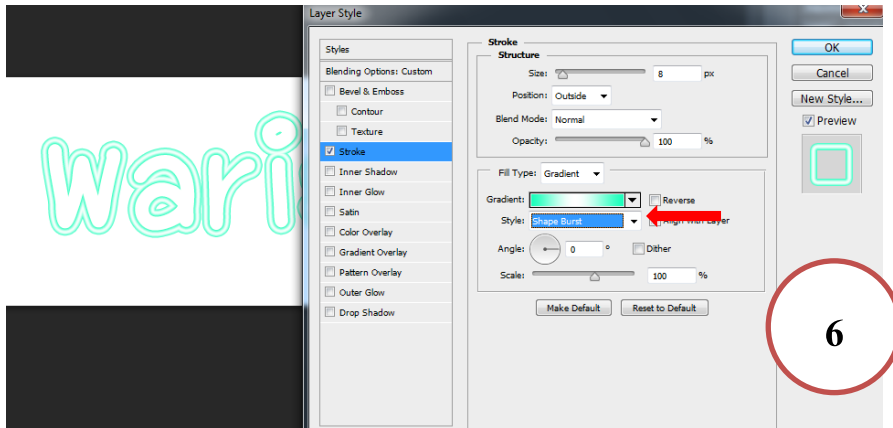 Layer Style
Styles
Blending Options: Custom
Bevel & Emboss
Contour
Texture
Stroke
Inner Shadow
Inner Glow
Satin
Color Overlay
Gradient Overlay
Pattern Overlay
Outer Glow
Drop Shadow
Stroke
Structure
Size: 8 px
Position: Outside
Blend Mode: Normal
Opacity: 100 %
Fill Type: Gradient
Gradient: Reverse
Style: Shape Burst Align with Layer
Angle: 0 ° Dither
Scale: 100 %
Make Default Reset to Default
OK
Cancel
New Style...
Preview
waris
6